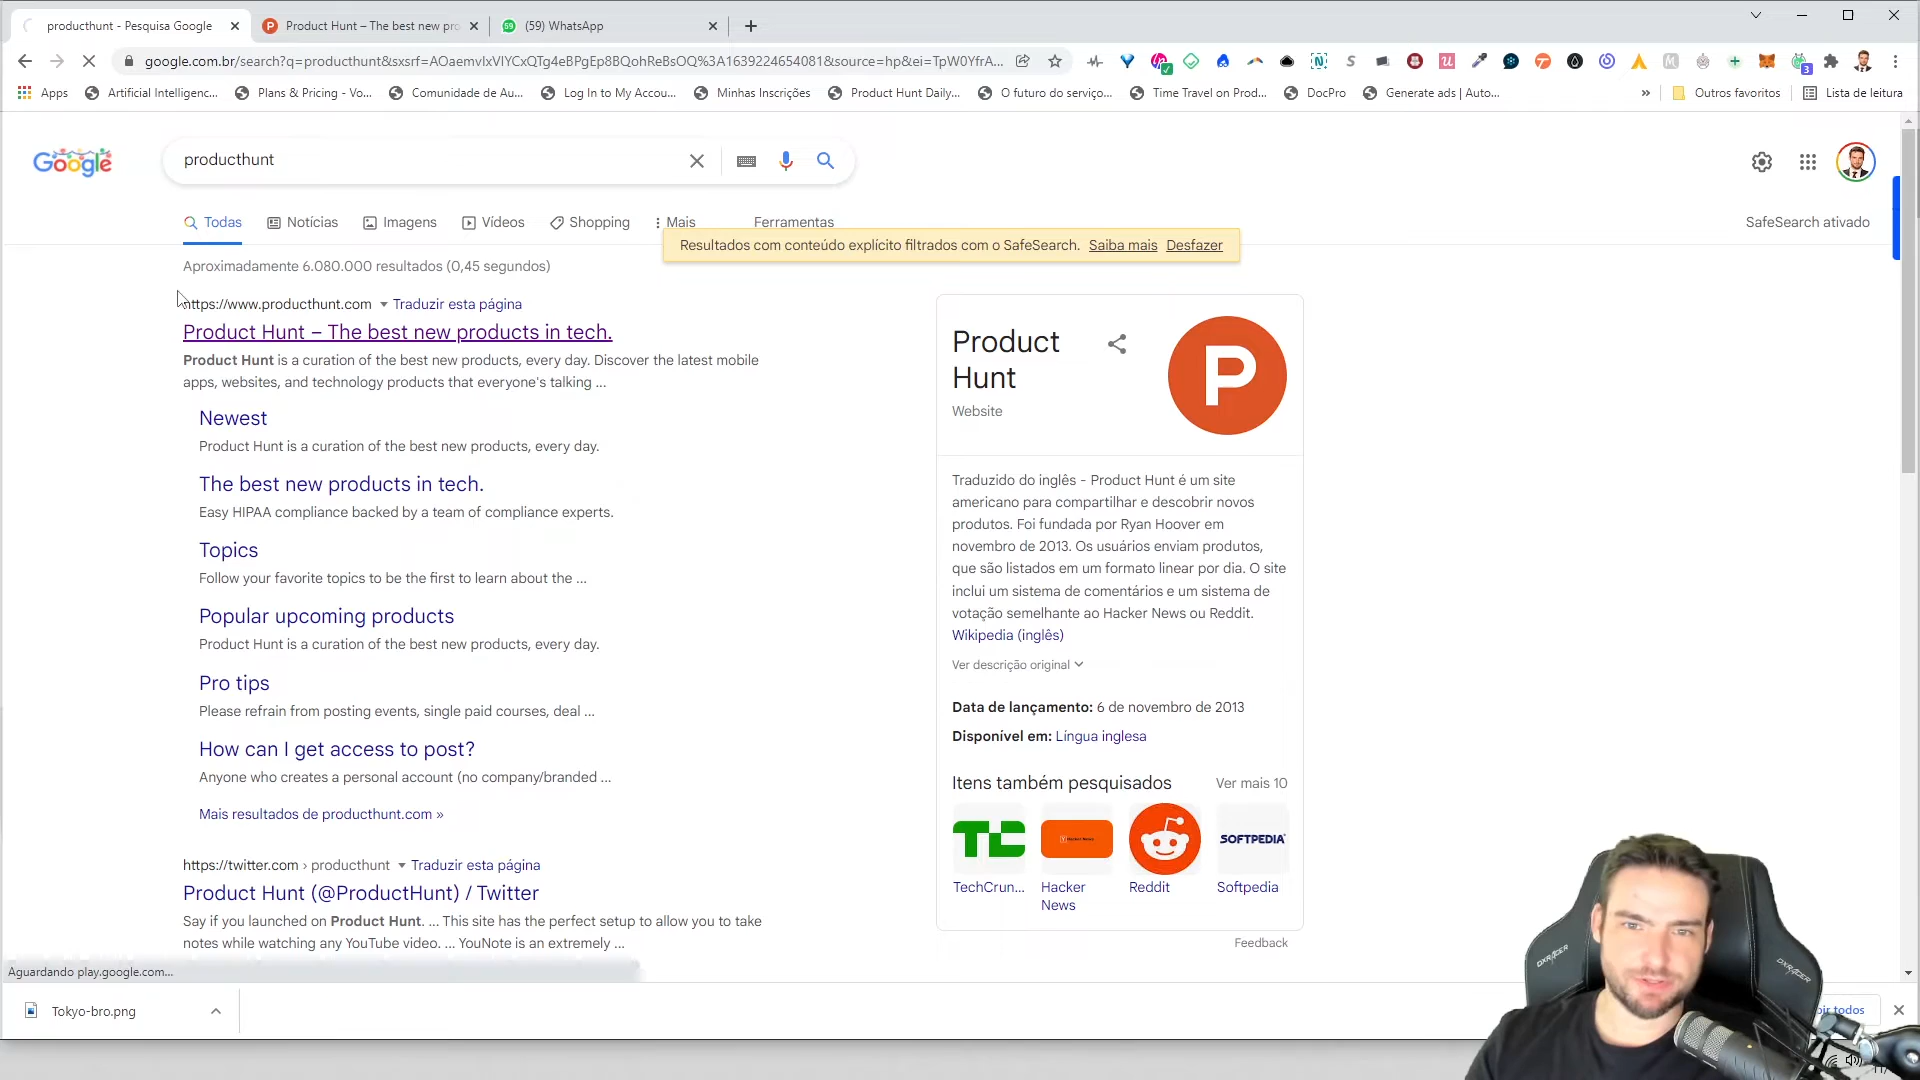 producthunt - Pesquisa Google
Product Hunt – The best new pro
(59) WhatsApp
google.com.br/search?q=producthunt&sxsrf=AOaemvIxVIYCxQTg4eBPgEp8BQohReBsOQ%3A1639224654081&source=hp&ei=TpW0YfrA...
Apps
Artificial Intelligenc...
Plans & Pricing - Vo...
Comunidade de Au...
Log In to My Accou...
Minhas Inscrições
Product Hunt Daily...
O futuro do serviço...
Time Travel on Prod...
DocPro
Generate ads | Auto...
»
Outros favoritos
Lista de leitura
Google
producthunt
Todas
Notícias
Imagens
Vídeos
Shopping
Mais
Ferramentas
SafeSearch ativado
Resultados com conteúdo explícito filtrados com o SafeSearch. Saiba mais Desfazer
Aproximadamente 6.080.000 resultados (0,45 segundos)
https://www.producthunt.com Traduzir esta página
Product Hunt – The best new products in tech.
Product Hunt is a curation of the best new products, every day. Discover the latest mobile
apps, websites, and technology products that everyone's talking ...
Newest
Product Hunt is a curation of the best new products, every day.
The best new products in tech.
Easy HIPAA compliance backed by a team of compliance experts.
Topics
Follow your favorite topics to be the first to learn about the ...
Popular upcoming products
Product Hunt is a curation of the best new products, every day.
Pro tips
Please refrain from posting events, single paid courses, deal ...
How can I get access to post?
Anyone who creates a personal account (no company/branded ...
Mais resultados de producthunt.com »
https://twitter.com › producthunt Traduzir esta página
Product Hunt (@ProductHunt) / Twitter
Say if you launched on Product Hunt. ... This site has the perfect setup to allow you to take
notes while watching any YouTube video. ... YouNote is an extremely ...
Product
Hunt
Website
P
Traduzido do inglês - Product Hunt é um site
americano para compartilhar e descobrir novos
produtos. Foi fundada por Ryan Hoover em
novembro de 2013. Os usuários enviam produtos,
que são listados em um formato linear por dia. O site
inclui um sistema de comentários e um sistema de
votação semelhante ao Hacker News ou Reddit.
Wikipedia (inglês)
Ver descrição original
Data de lançamento: 6 de novembro de 2013
Disponível em: Língua inglesa
Itens também pesquisados
Ver mais 10
TC
Hacker News
SOFTPEDIA
TechCrun...
Hacker
News
Reddit
Softpedia
Feedback
Aguardando play.google.com...
Tokyo-bro.png
todos
DXRACER
DXRACER